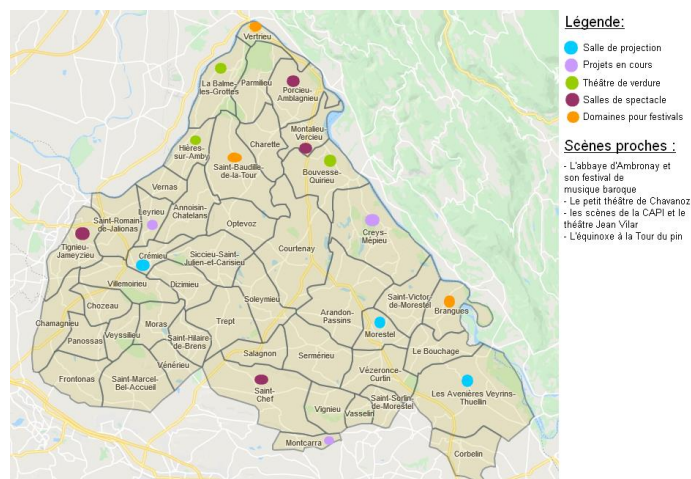 Vertrieu
La Balme-
les-Grottes
Parmilieu
Porcieu-
Amblagnieu
Montalieu-
Vercieu
Charette
Hières-
sur-Amby
Saint-Baudille-
de-la-Tour
Bouvesse-
Quirieu
Vernas
Annoisin-
Chatelans
Leyrieu
Saint-Romain-
de-Jalionas
Optevoz
Creys-
Mépieu
Tignieu-
Jameyzieu
Crémieu
Siccieu-Saint-
Julien-et-Carisieu
Courtenay
Villemoirieu
Dizimieu
Chozeau
Soleymieu
Saint-Victor-
de-Morestel
Brangues
Chamagnieu
Moras
Trept
Arandon-
Passins
Veyssilieu
Panossas
Saint-Hilaire-
de-Brens
Morestel
Salagnon
Sermérieu
Le Bouchage
Vénérieu
Frontonas
Saint-Marcel-
Bel-Accueil
Vézeronce-
Curtin
Saint-
Chef
Les Avenières Veyrins-
Thuellin
Saint-Sorlin-
de-Morestel
Vignieu
Vasselin
Montcarra
Corbelin
Légende:
Salle de projection
Projets en cours
Théâtre de verdure
Salles de spectacle
Domaines pour festivals
Scènes proches :
- L'abbaye d'Ambronay et
son festival de
musique baroque
- Le petit théâtre de Chavanoz
- les scènes de la CAPI et le
théâtre Jean Vilar
- L'équinoxe à la Tour du pin